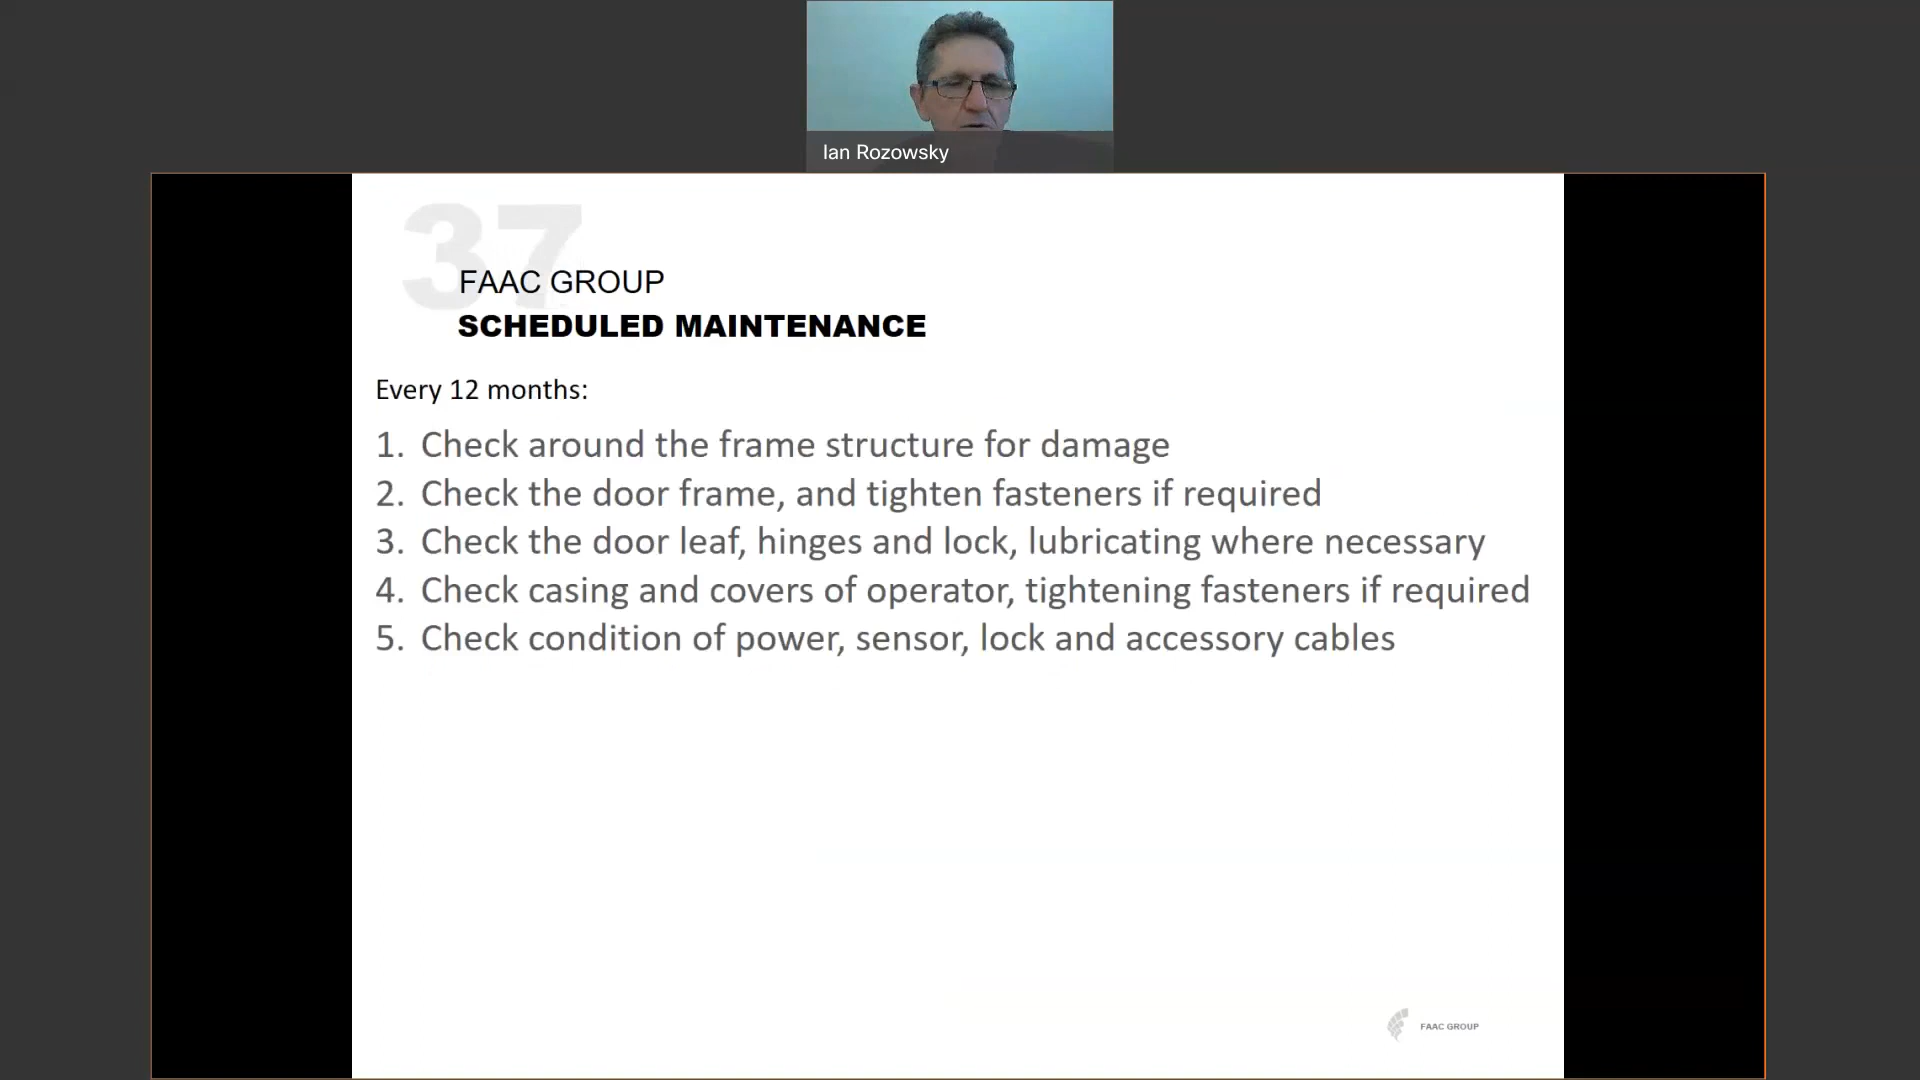 Ian Rozowsky
37
FAAC GROUP
SCHEDULED MAINTENANCE
Every 12 months:
1. Check around the frame structure for damage
2. Check the door frame, and tighten fasteners if required
3. Check the door leaf, hinges and lock, lubricating where necessary
4. Check casing and covers of operator, tightening fasteners if required
5. Check condition of power, sensor, lock and accessory cables
FAAC GROUP